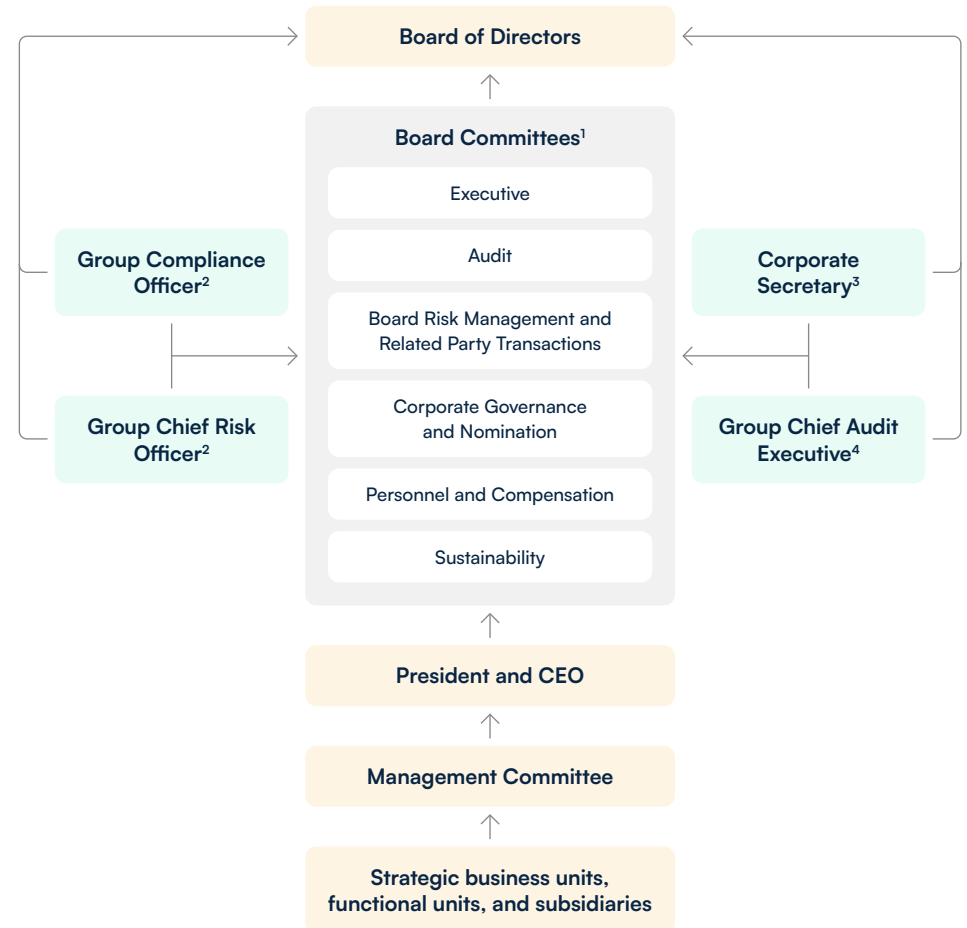 Board of Directors
Board Committees¹
Executive
Audit
Board Risk Management and
Related Party Transactions
Corporate Governance
and Nomination
Personnel and Compensation
Sustainability
Group Compliance
Officer²
Group Chief Risk
Officer²
Corporate
Secretary³
Group Chief Audit
Executive⁴
President and CEO
Management Committee
Strategic business units,
functional units, and subsidiaries